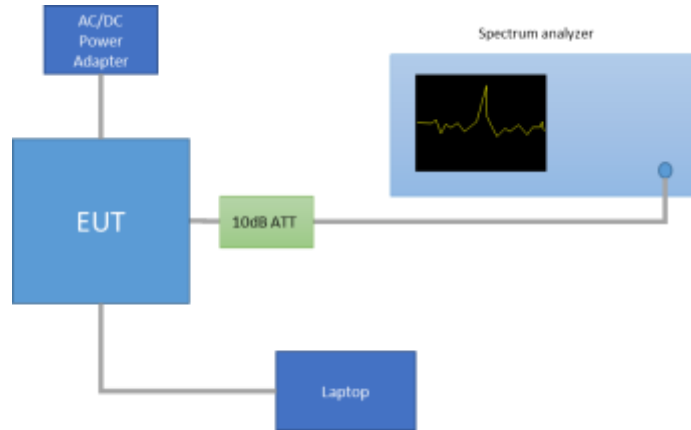 AC/DC
Power
Adapter
Spectrum analyzer
EUT
10dB ATT
Laptop